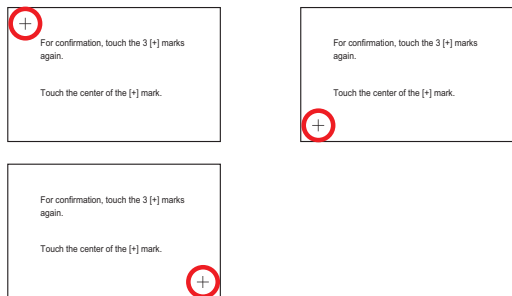 For confirmation, touch the 3 [+] marks
again.
Touch the center of the [+] mark.
For confirmation, touch the 3 [+] marks
again.
Touch the center of the [+] mark.
For confirmation, touch the 3 [+] marks
again.
Touch the center of the [+] mark.